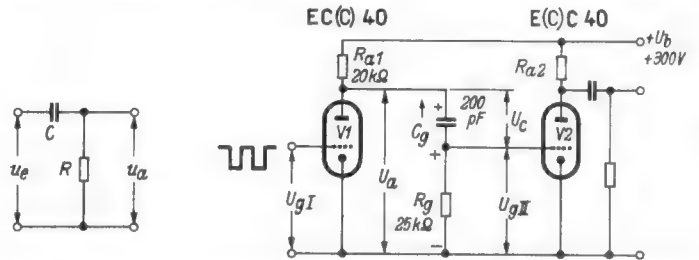 EC(C) 40
E(C)C 40
+Ub
+300V
Ra1
20kΩ
Ra2
200
pF
Cg
+
Uc
V1
V2
C
R
ue
ua
UgI
Ua
+
Rg
25kΩ
−
UgII